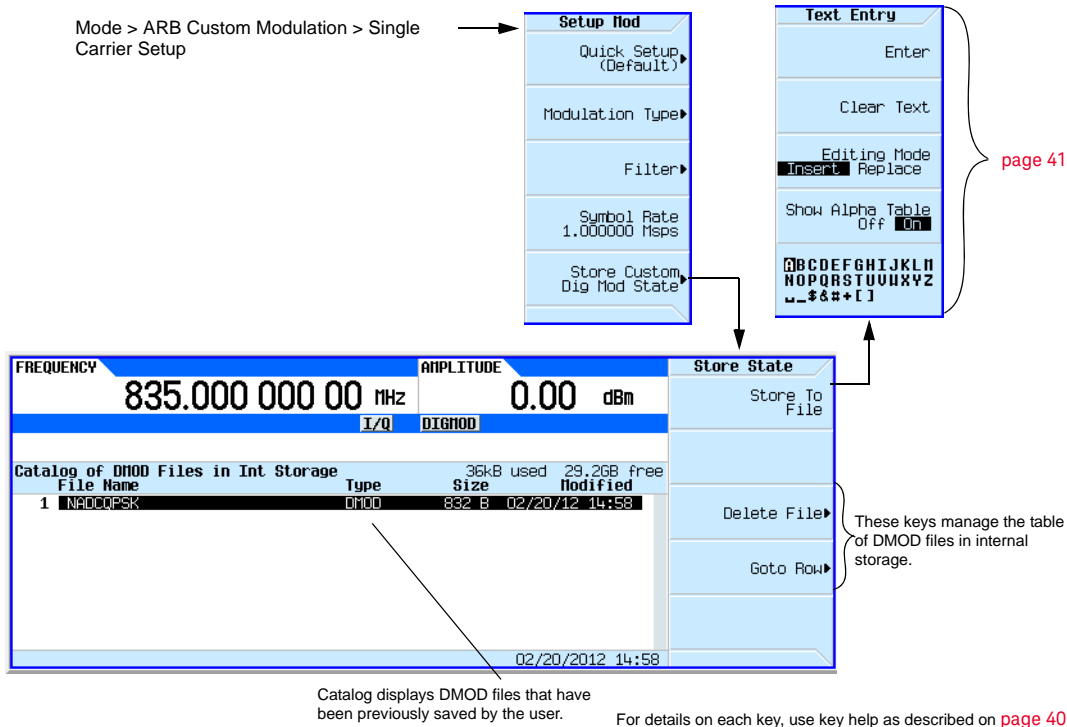 Mode > ARB Custom Modulation > Single
Carrier Setup
Setup Mod
Quick Setup
(Default)
Modulation Type
Filter
Symbol Rate
1.000000 Msps
Store Custom
Dig Mod State
Text Entry
Enter
Clear Text
Editing Mode
Insert Replace
Show Alpha Table
Off On
ABCDEFGHIJKLM
NOPQRSTUVWXYZ
␣_$&#+[]
page 41
FREQUENCY
835.000 000 00 MHz
AMPLITUDE
0.00 dBm
I/Q DIGMOD
Catalog of DMOD Files in Int Storage 36kB used 29.2GB free
File Name Type Size Modified
1 NADCQPSK DMOD 832 B 02/20/12 14:58
02/20/2012 14:58
Store State
Store To
File
Delete File
Goto Row
These keys manage the table
of DMOD files in internal
storage.
Catalog displays DMOD files that have
been previously saved by the user.
For details on each key, use key help as described on page 40